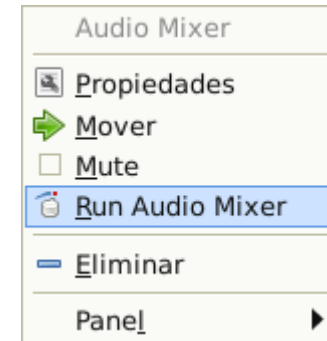 Audio Mixer
Propiedades
Mover
Mute
Run Audio Mixer
Eliminar
Panel